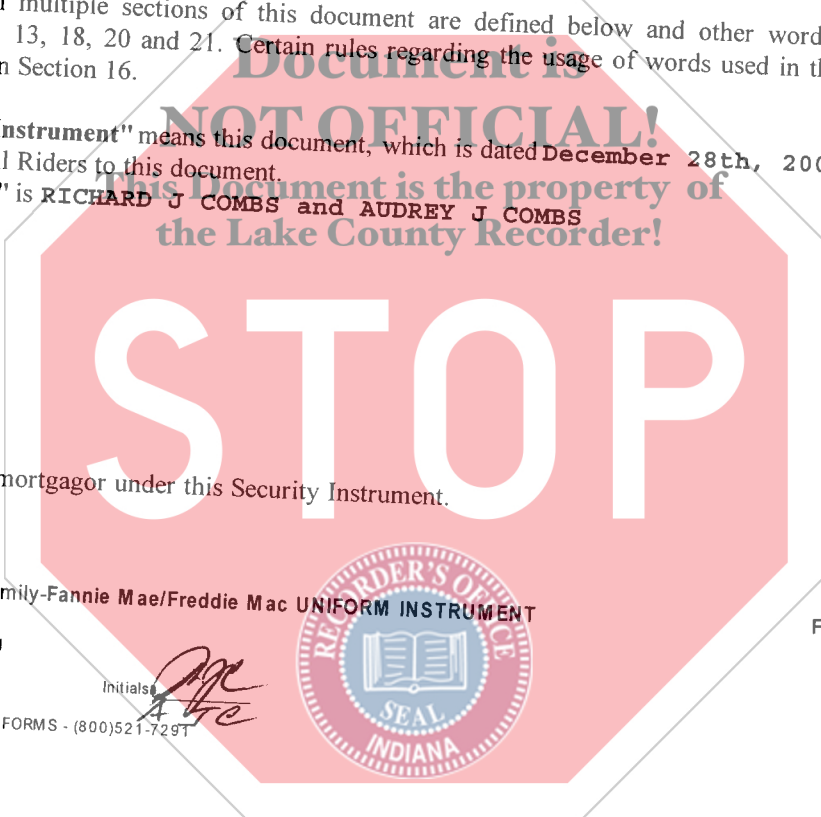 multiple sections of this document are defined below and other word
13, 18, 20 and 21. Certain rules regarding the usage of words used in
Section 16.
Document is
NOT OFFICIAL!
Instrument" means this document, which is dated December 28th, 200
Riders to this document.
This Document is the property of
" is RICHARD J COMBS and AUDREY J COMBS
the Lake County Recorder!
STOP
mortgagor under this Security Instrument.
mily-Fannie Mae/Freddie Mac UNIFORM INSTRUMENT
RECORDER'S OFFICE
SEAL
INDIANA
Initials
FORMS - (800)521-7291